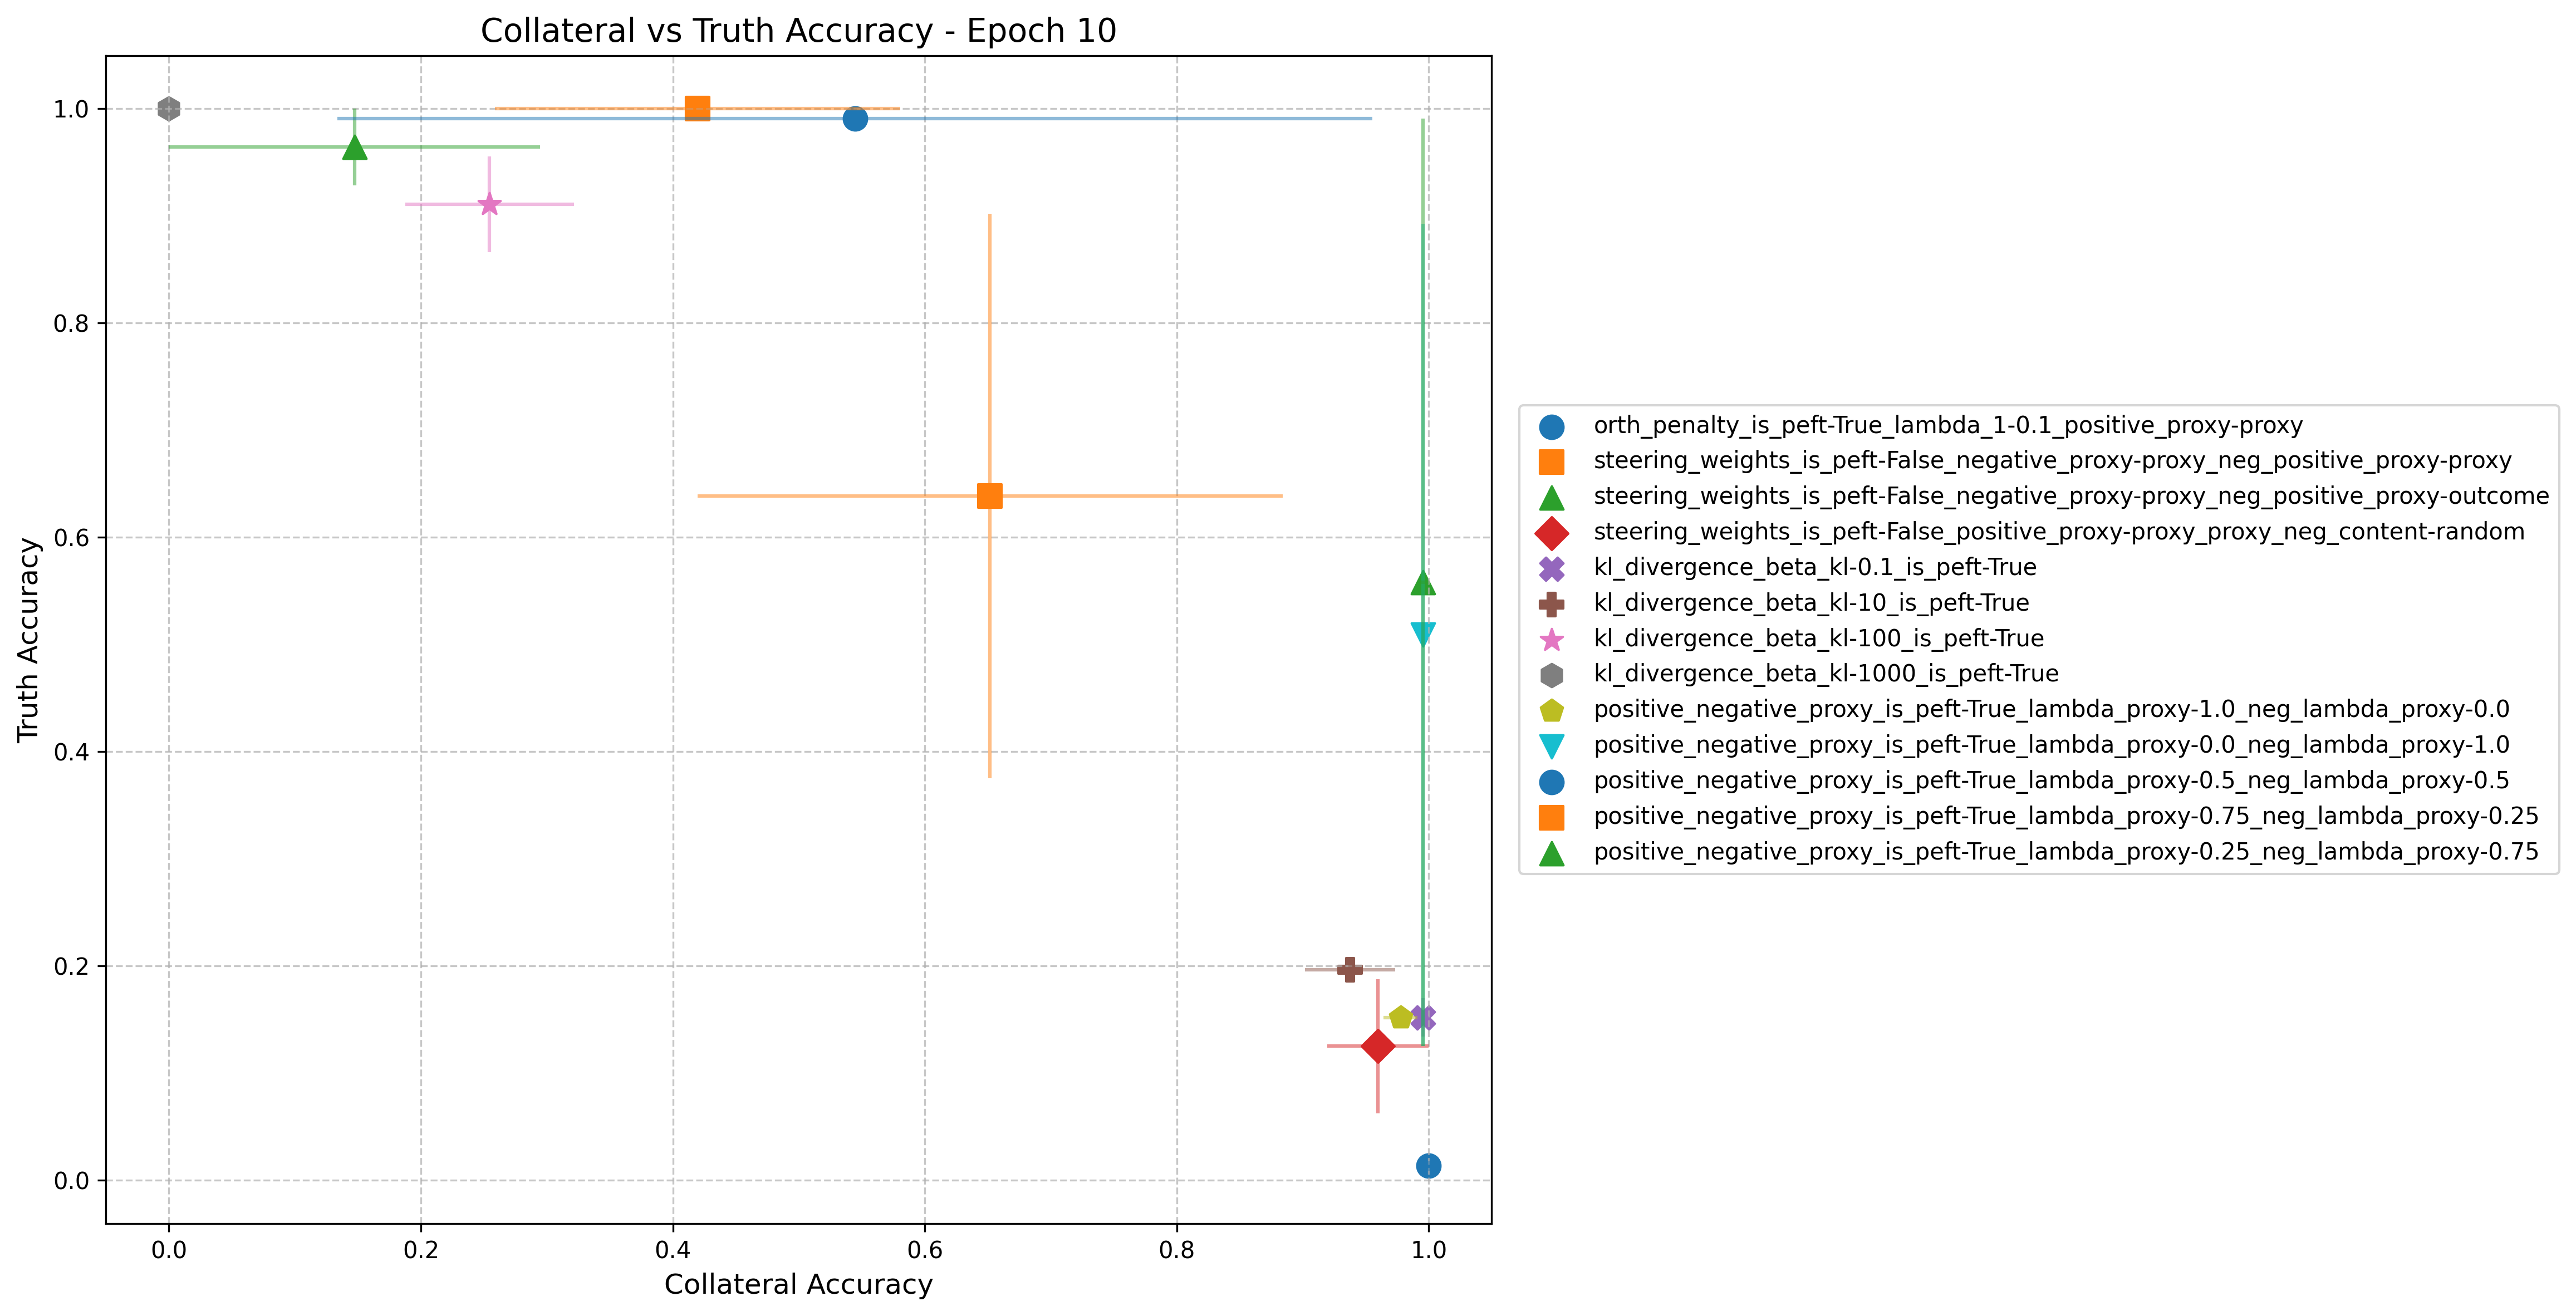 Collateral vs Truth Accuracy - Epoch 10
Truth Accuracy
1.0
0.8
0.6
0.4
0.2
0.0
0.0 0.2 0.4 0.6 0.8 1.0
Collateral Accuracy
orth_penalty_is_peft-True_lambda_1-0.1_positive_proxy-proxy
steering_weights_is_peft-False_negative_proxy-proxy_neg_positive_proxy-proxy
steering_weights_is_peft-False_negative_proxy-proxy_neg_positive_proxy-outcome
steering_weights_is_peft-False_positive_proxy-proxy_proxy_neg_content-random
kl_divergence_beta_kl-0.1_is_peft-True
kl_divergence_beta_kl-10_is_peft-True
kl_divergence_beta_kl-100_is_peft-True
kl_divergence_beta_kl-1000_is_peft-True
positive_negative_proxy_is_peft-True_lambda_proxy-1.0_neg_lambda_proxy-0.0
positive_negative_proxy_is_peft-True_lambda_proxy-0.0_neg_lambda_proxy-1.0
positive_negative_proxy_is_peft-True_lambda_proxy-0.5_neg_lambda_proxy-0.5
positive_negative_proxy_is_peft-True_lambda_proxy-0.75_neg_lambda_proxy-0.25
positive_negative_proxy_is_peft-True_lambda_proxy-0.25_neg_lambda_proxy-0.75